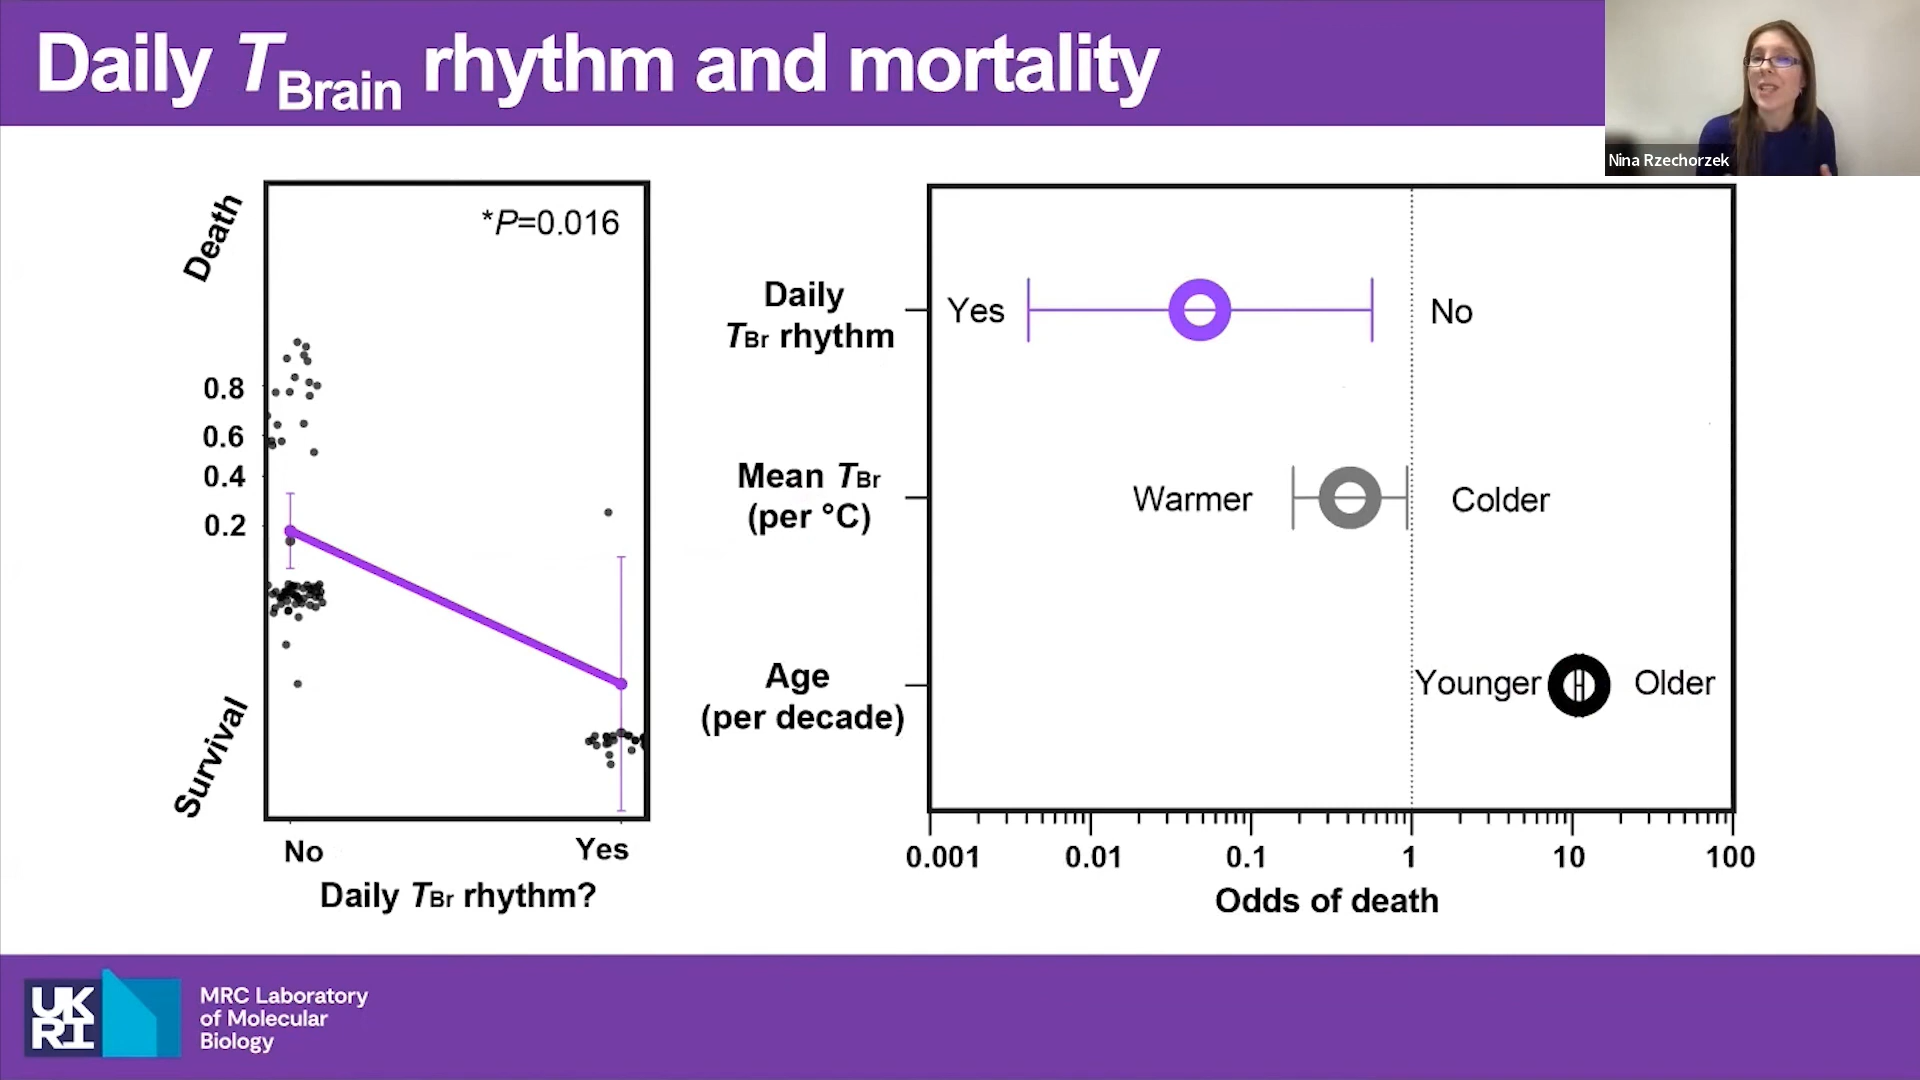 Daily TBrain rhythm and mortality
Nina Rzechorzek
Death
Survival
*P=0.016
0.8
0.6
0.4
0.2
No
Yes
Daily TBr rhythm?
Daily
TBr rhythm
Yes
No
Mean TBr
(per °C)
Warmer
Colder
Age
(per decade)
Younger
Older
0.001
0.01
0.1
1
10
100
Odds of death
UK
RI
MRC Laboratory
of Molecular
Biology